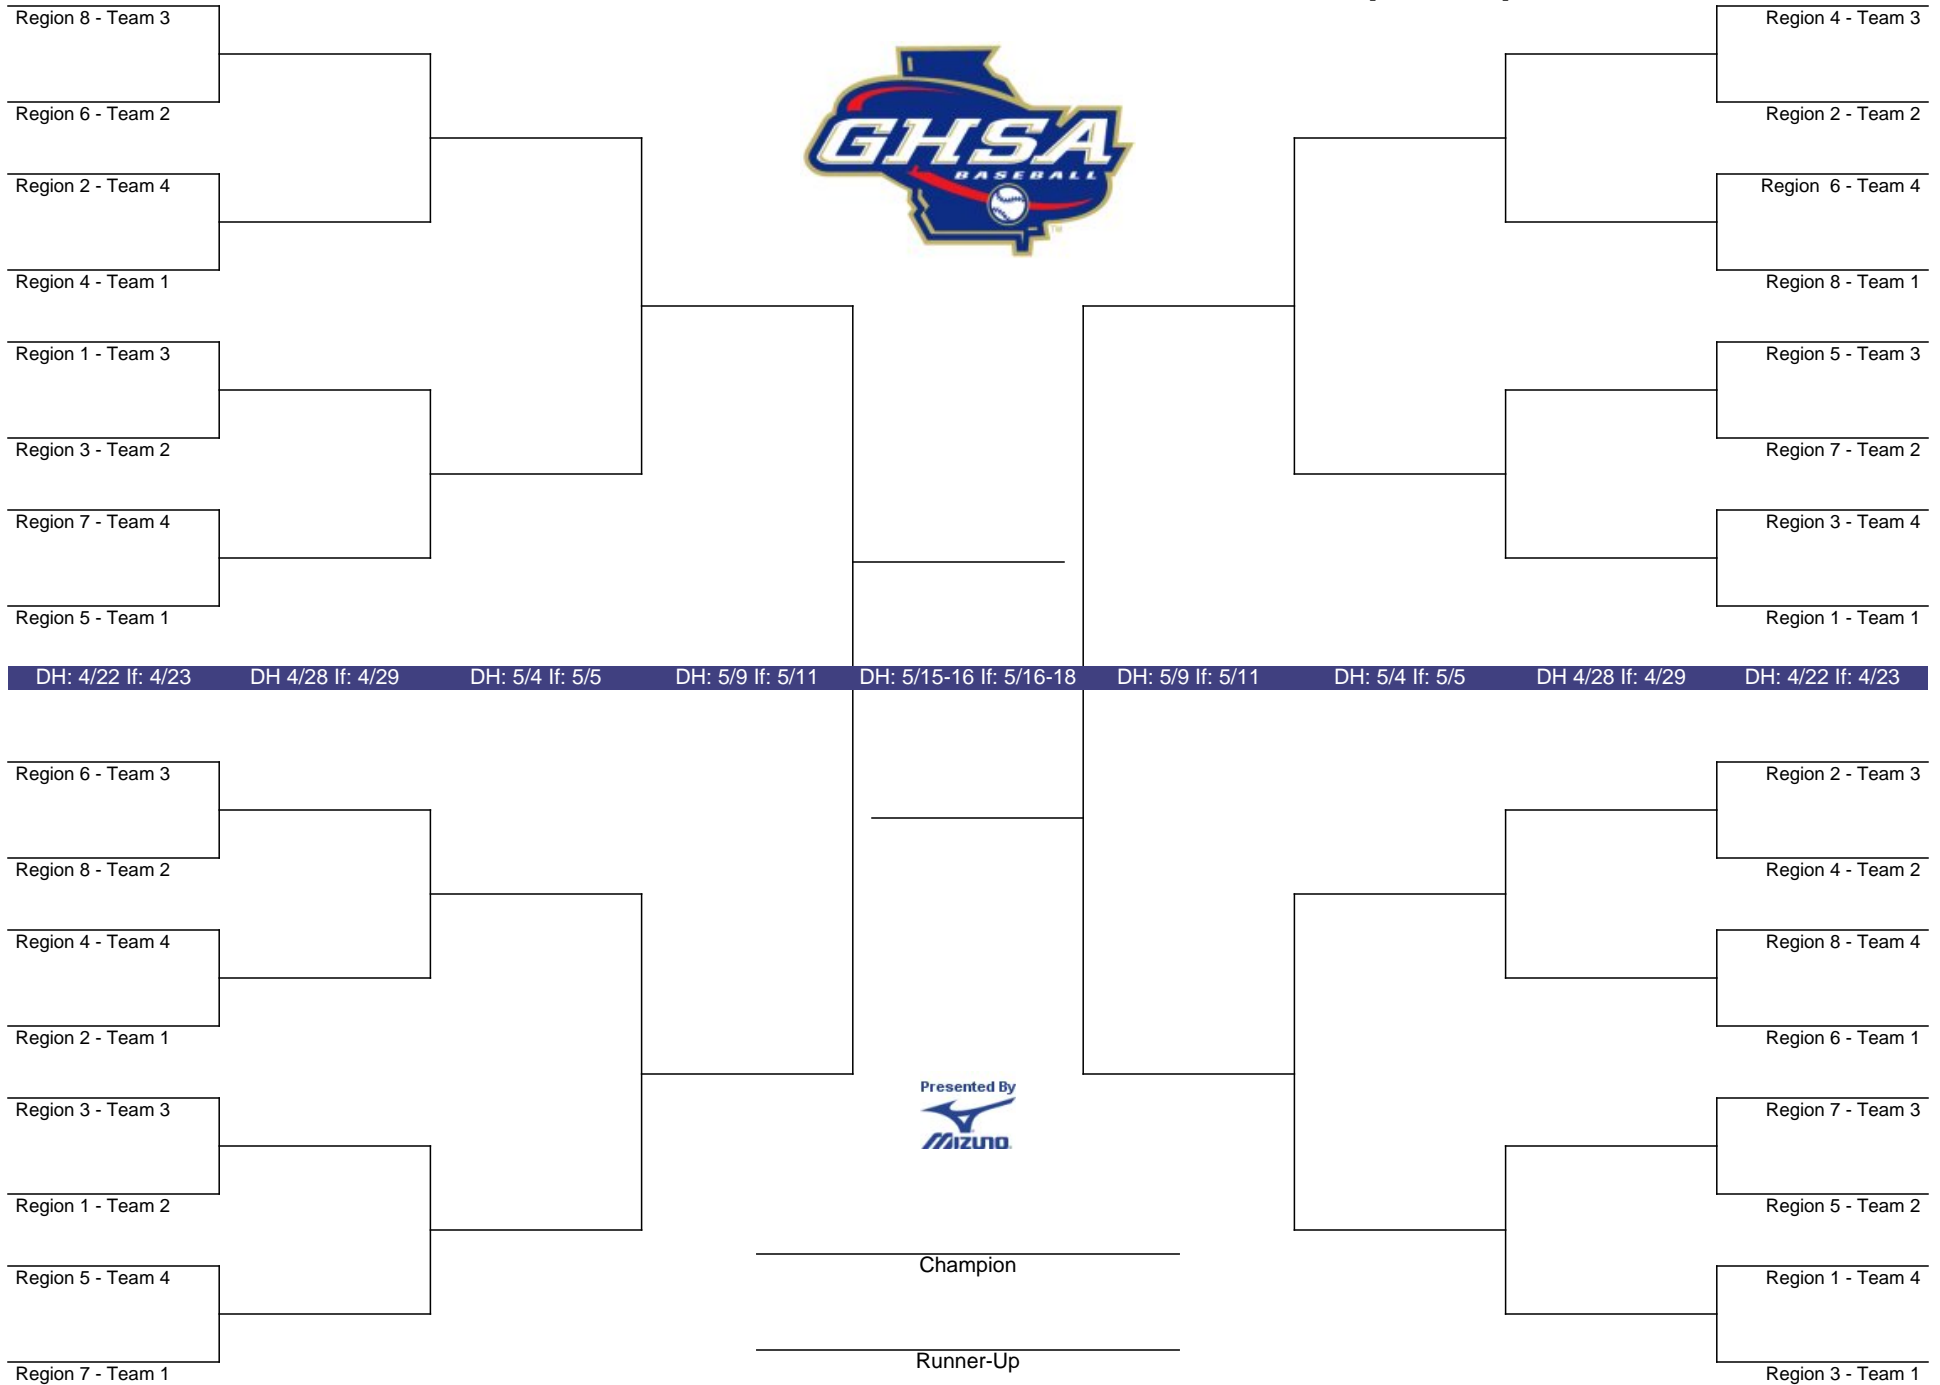 Region 8 - Team 3
Region 6 - Team 2
Region 2 - Team 4
Region 4 - Team 1
Region 1 - Team 3
Region 3 - Team 2
Region 7 - Team 4
Region 5 - Team 1
GHSA
BASEBALL
TM
Region 4 - Team 3
Region 2 - Team 2
Region  6 - Team 4
Region 8 - Team 1
Region 5 - Team 3
Region 7 - Team 2
Region 3 - Team 4
Region 1 - Team 1
DH: 4/22 If: 4/23 DH 4/28 If: 4/29 DH: 5/4 If: 5/5 DH: 5/9 If: 5/11 DH: 5/15-16 If: 5/16-18 DH: 5/9 If: 5/11 DH: 5/4 If: 5/5 DH 4/28 If: 4/29 DH: 4/22 If: 4/23
Region 6 - Team 3
Region 8 - Team 2
Region 4 - Team 4
Region 2 - Team 1
Region 3 - Team 3
Region 1 - Team 2
Region 5 - Team 4
Region 7 - Team 1
Presented By
MIZUNO
Champion
Runner-Up
Region 2 - Team 3
Region 4 - Team 2
Region 8 - Team 4
Region 6 - Team 1
Region 7 - Team 3
Region 5 - Team 2
Region 1 - Team 4
Region 3 - Team 1